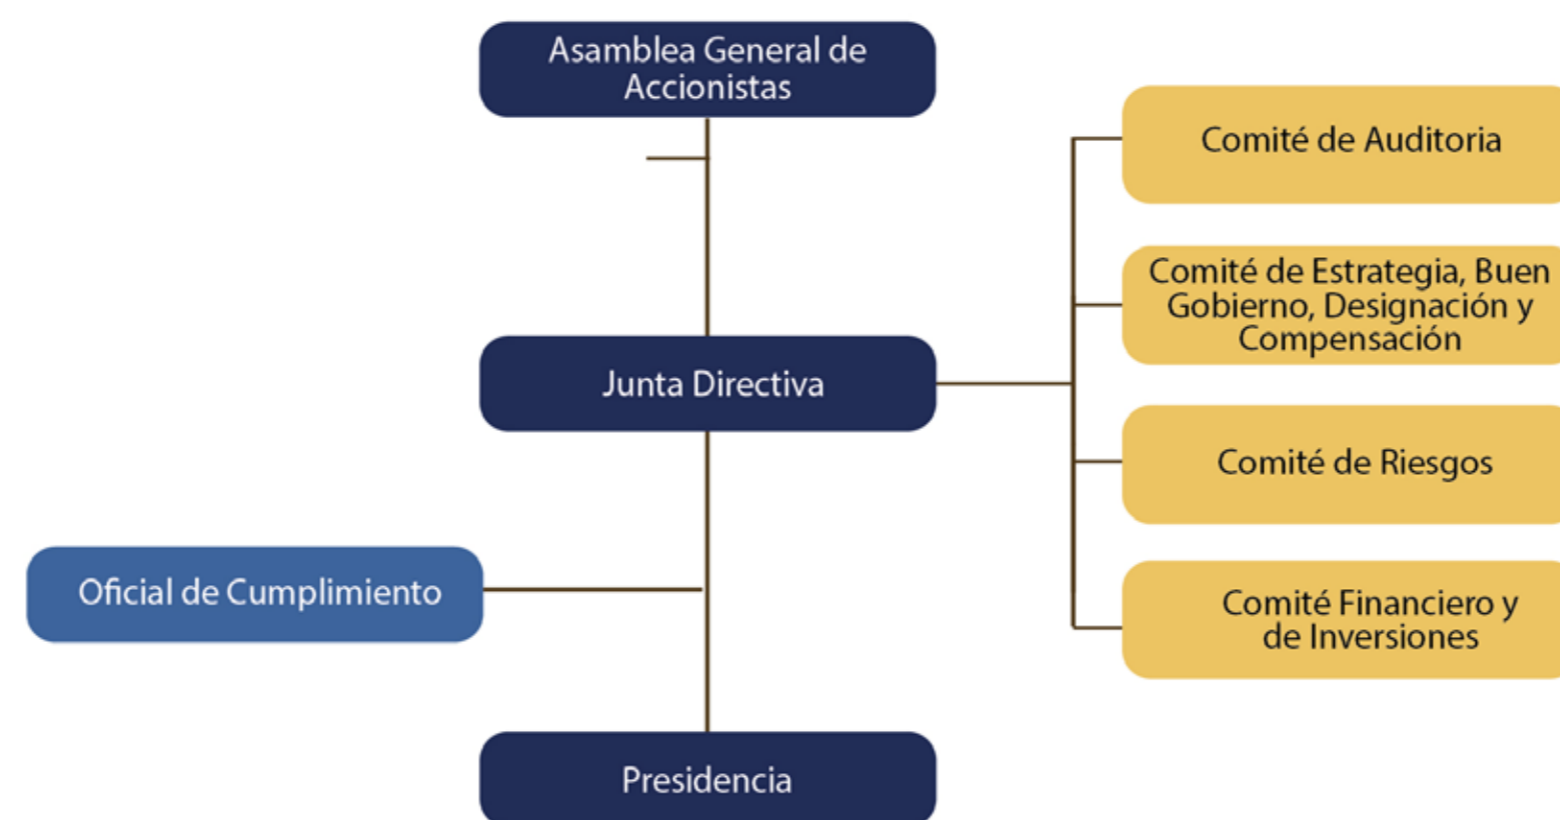 Asamblea General de
Accionistas
Comité de Auditoria
Comité de Estrategia, Buen
Gobierno, Designación y
Compensación
Junta Directiva
Comité de Riesgos
Oficial de Cumplimiento
Comité Financiero y
de Inversiones
Presidencia